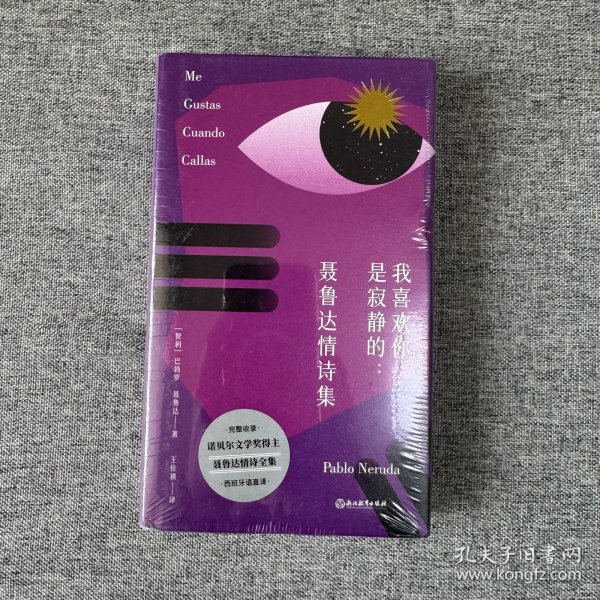 Me
Gustas
Cuando
Callas
我喜欢你
是寂静的：
聂鲁达情诗集
[智利] 巴勃罗·聂鲁达——著
王佳祺 译
·完整收录·
诺贝尔文学奖得主
聂鲁达情诗全集
·西班牙语直译·
Pablo Neruda
浙江教育出版社
孔夫子旧书网
www.kongfz.com